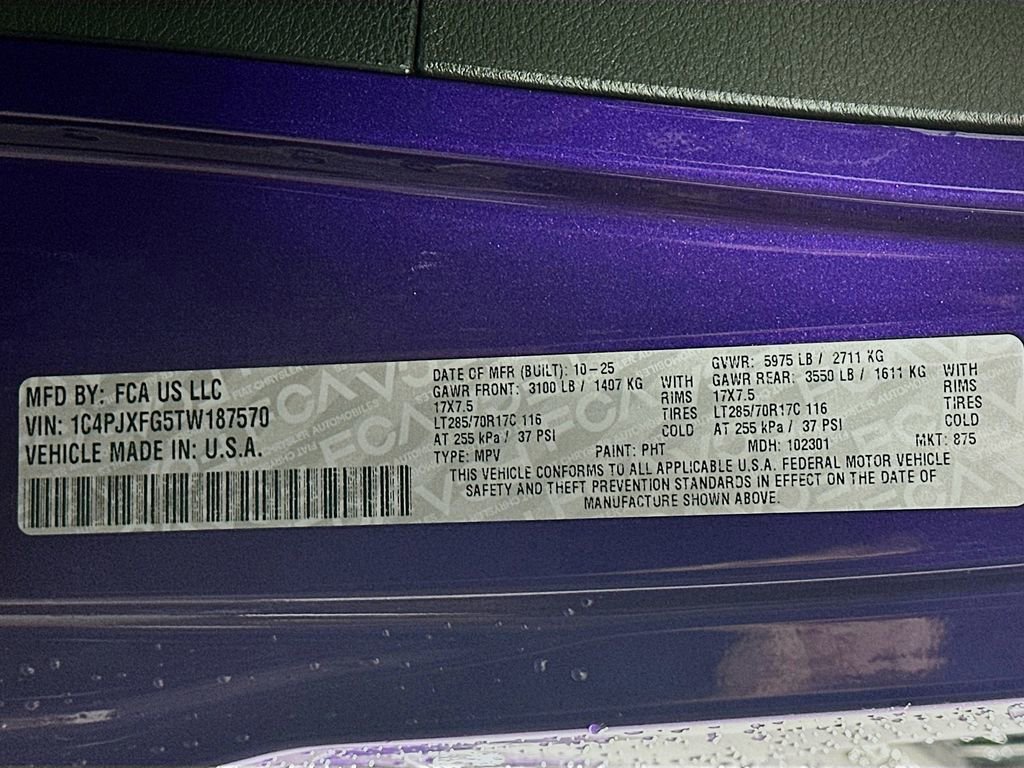 MFD BY: FCA US LLC
VIN: 1C4PJXFG5TW187570
VEHICLE MADE IN: U.S.A.
DATE OF MFR (BUILT): 10-25
GAWR FRONT: 3100 LB / 1407 KG
17X7.5
LT285/70R17C 116
AT 255 kPa / 37 PSI
TYPE: MPV
WITH
RIMS
TIRES
COLD
PAINT: PHT
GVWR: 5975 LB / 2711 KG
GAWR REAR: 3550 LB / 1611 KG
17X7.5
LT285/70R17C 116
AT 255 kPa / 37 PSI
MDH: 102301
WITH
RIMS
TIRES
COLD
MKT: 875
THIS VEHICLE CONFORMS TO ALL APPLICABLE U.S.A. FEDERAL MOTOR VEHICLE
SAFETY AND THEFT PREVENTION STANDARDS IN EFFECT ON THE DATE OF
MANUFACTURE SHOWN ABOVE.